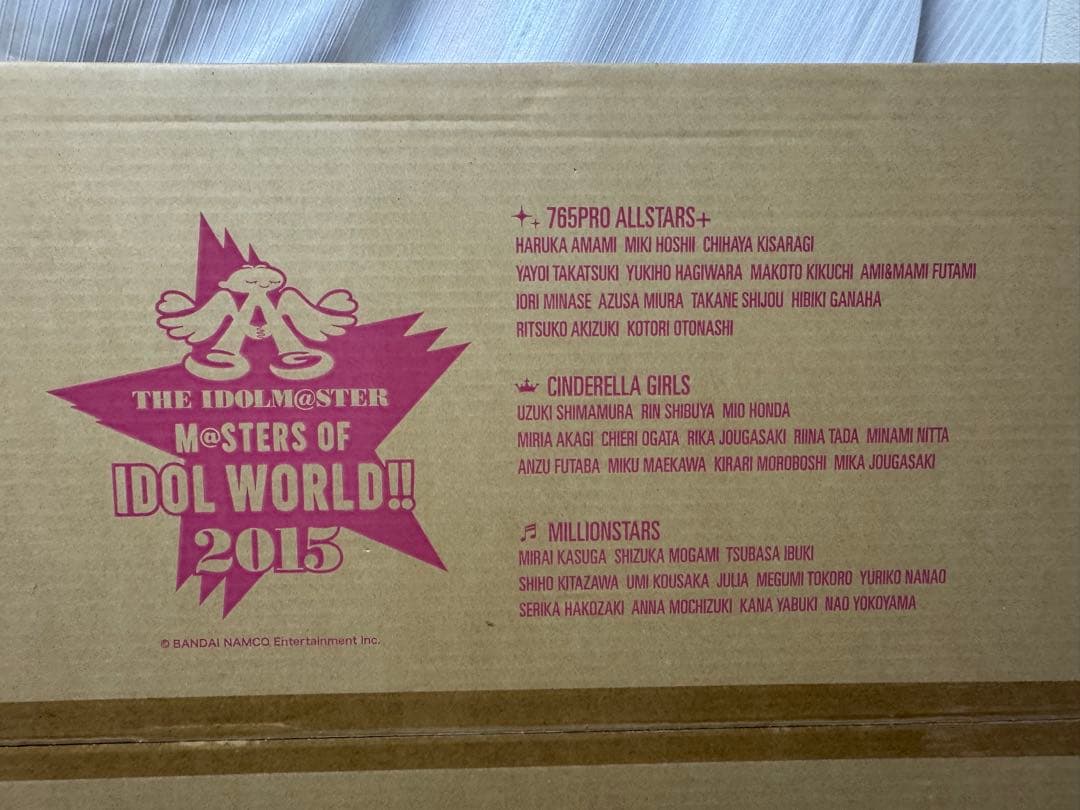 THE IDOLM@STER
M@STERS OF
IDOL WORLD!!
2015
© BANDAI NAMCO Entertainment Inc.
765PRO ALLSTARS+
HARUKA AMAMI MIKI HOSHII CHIHAYA KISARAGI
YAYOI TAKATSUKI YUKIHO HAGIWARA MAKOTO KIKUCHI AMI&MAMI FUTAMI
IORI MINASE AZUSA MIURA TAKANE SHIJOU HIBIKI GANAHA
RITSUKO AKIZUKI KOTORI OTONASHI
CINDERELLA GIRLS
UZUKI SHIMAMURA RIN SHIBUYA MIO HONDA
MIRIA AKAGI CHIERI OGATA RIKA JOUGASAKI RIINA TADA MINAMI NITTA
ANZU FUTABA MIKU MAEKAWA KIRARI MOROBOSHI MIKA JOUGASAKI
MILLIONSTARS
MIRAI KASUGA SHIZUKA MOGAMI TSUBASA IBUKI
SHIHO KITAZAWA UMI KOUSAKA JULIA MEGUMI TOKORO YURIKO NANAO
SERIKA HAKOZAKI ANNA MOCHIZUKI KANA YABUKI NAO YOKOYAMA